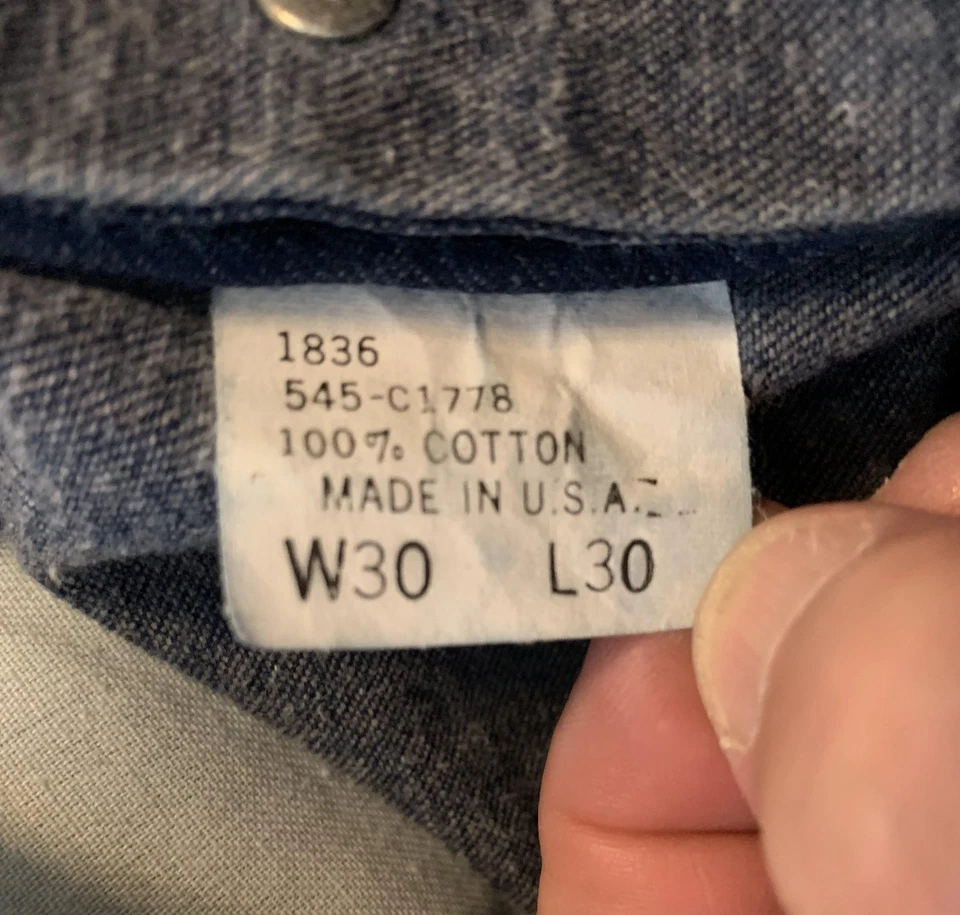 1836
545-C1778
100% COTTON
MADE IN U.S.A.
W30 L30